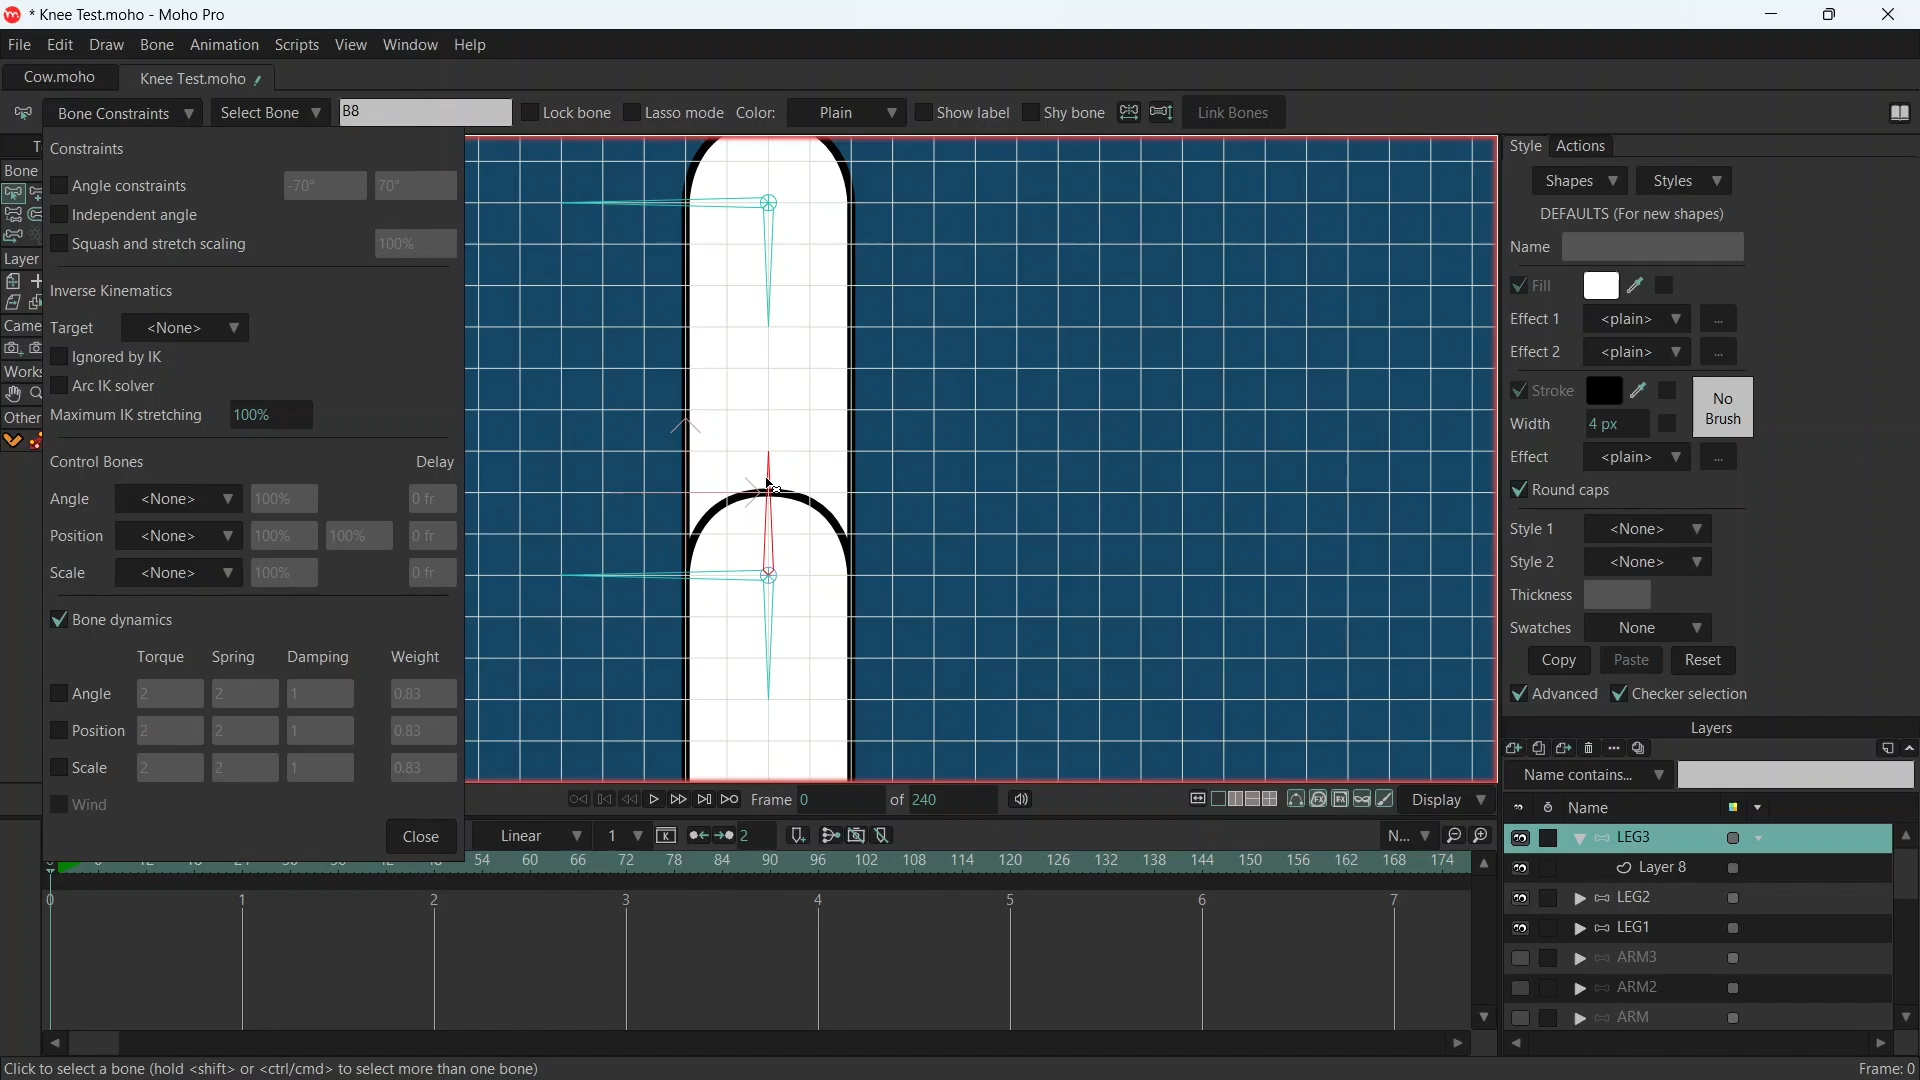 * Knee Test.moho - Moho Pro
File Edit Draw Bone Animation Scripts View Window Help
Cow.moho Knee Test.moho
Bone Constraints Select Bone B8 Lock bone Lasso mode Color: Plain Show label Shy bone Link Bones
Constraints
Angle constraints -70° 70°
Independent angle
Squash and stretch scaling 100%
Inverse Kinematics
Target <None>
Ignored by IK
Arc IK solver
Maximum IK stretching 100%
Control Bones Delay
Angle <None> 100% 0 fr
Position <None> 100% 100% 0 fr
Scale <None> 100% 0 fr
Bone dynamics
Torque Spring Damping Weight
Angle 2 2 1 0.83
Position 2 2 1 0.83
Scale 2 2 1 0.83
Wind
Close
T
Bone
Layer
Came
Works
Other
Style Actions
Shapes Styles
DEFAULTS (For new shapes)
Name
Fill
Effect 1 <plain> ...
Effect 2 <plain> ...
Stroke No Brush
Width 4 px
Effect <plain> ...
Round caps
Style 1 <None>
Style 2 <None>
Thickness
Swatches None
Copy Paste Reset
Advanced Checker selection
Layers
Name contains...
Name
LEG3
Layer 8
LEG2
LEG1
ARM3
ARM2
ARM
Frame 0 of 240 Display
Linear 1 K 2 N...
54 60 66 72 78 84 90 96 102 108 114 120 126 132 138 144 150 156 162 168 174
0 1 2 3 4 5 6 7
Click to select a bone (hold <shift> or <ctrl/cmd> to select more than one bone) Frame: 0